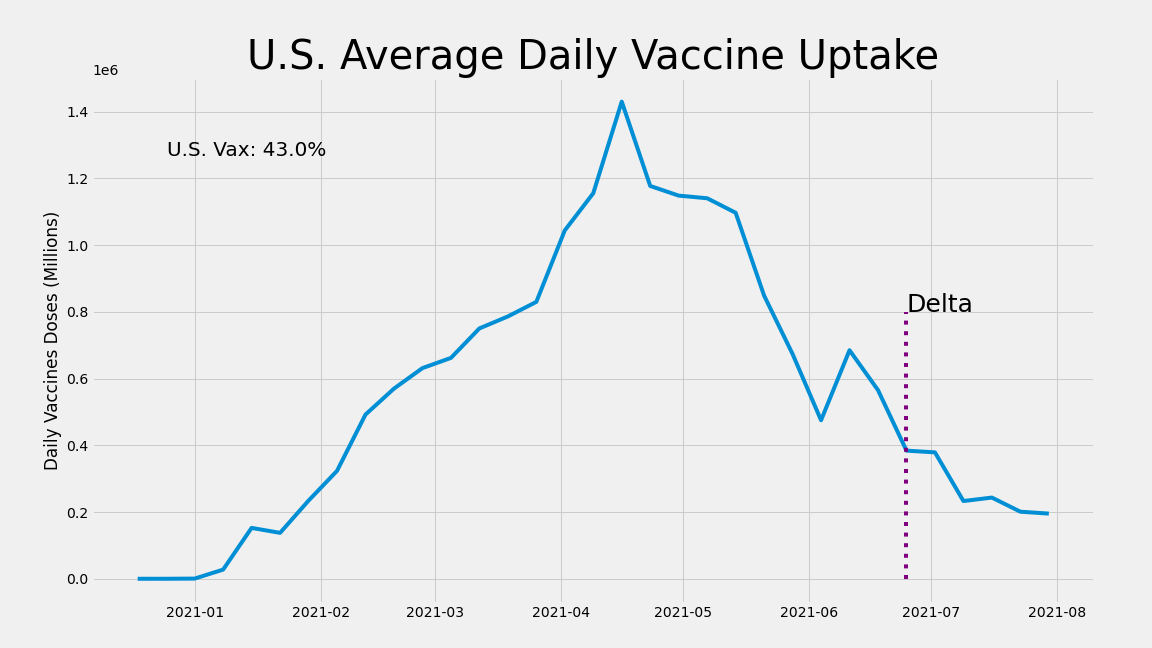 U.S. Average Daily Vaccine Uptake
1e6
1.4
U.S. Vax: 43.0%
1.2
1.0
Daily Vaccines Doses (Millions)
Delta
0.8
0.6
0.4
0.2
0.0
2021-01 2021-02 2021-03 2021-04 2021-05 2021-06 2021-07 2021-08